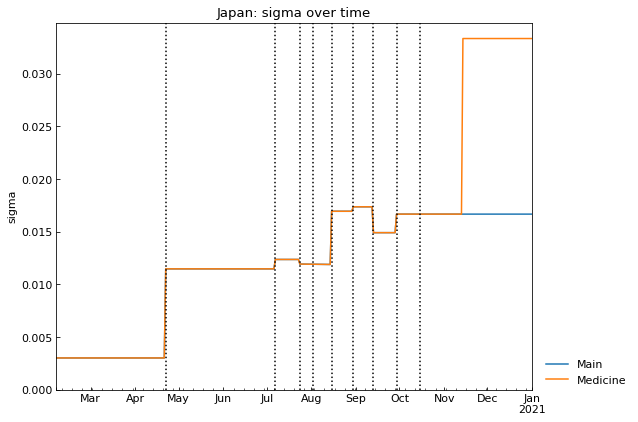 Japan: sigma over time
sigma
0.030
0.025
0.020
0.015
0.010
0.005
0.000
Mar Apr May Jun Jul Aug Sep Oct Nov Dec Jan
2021
Main
Medicine